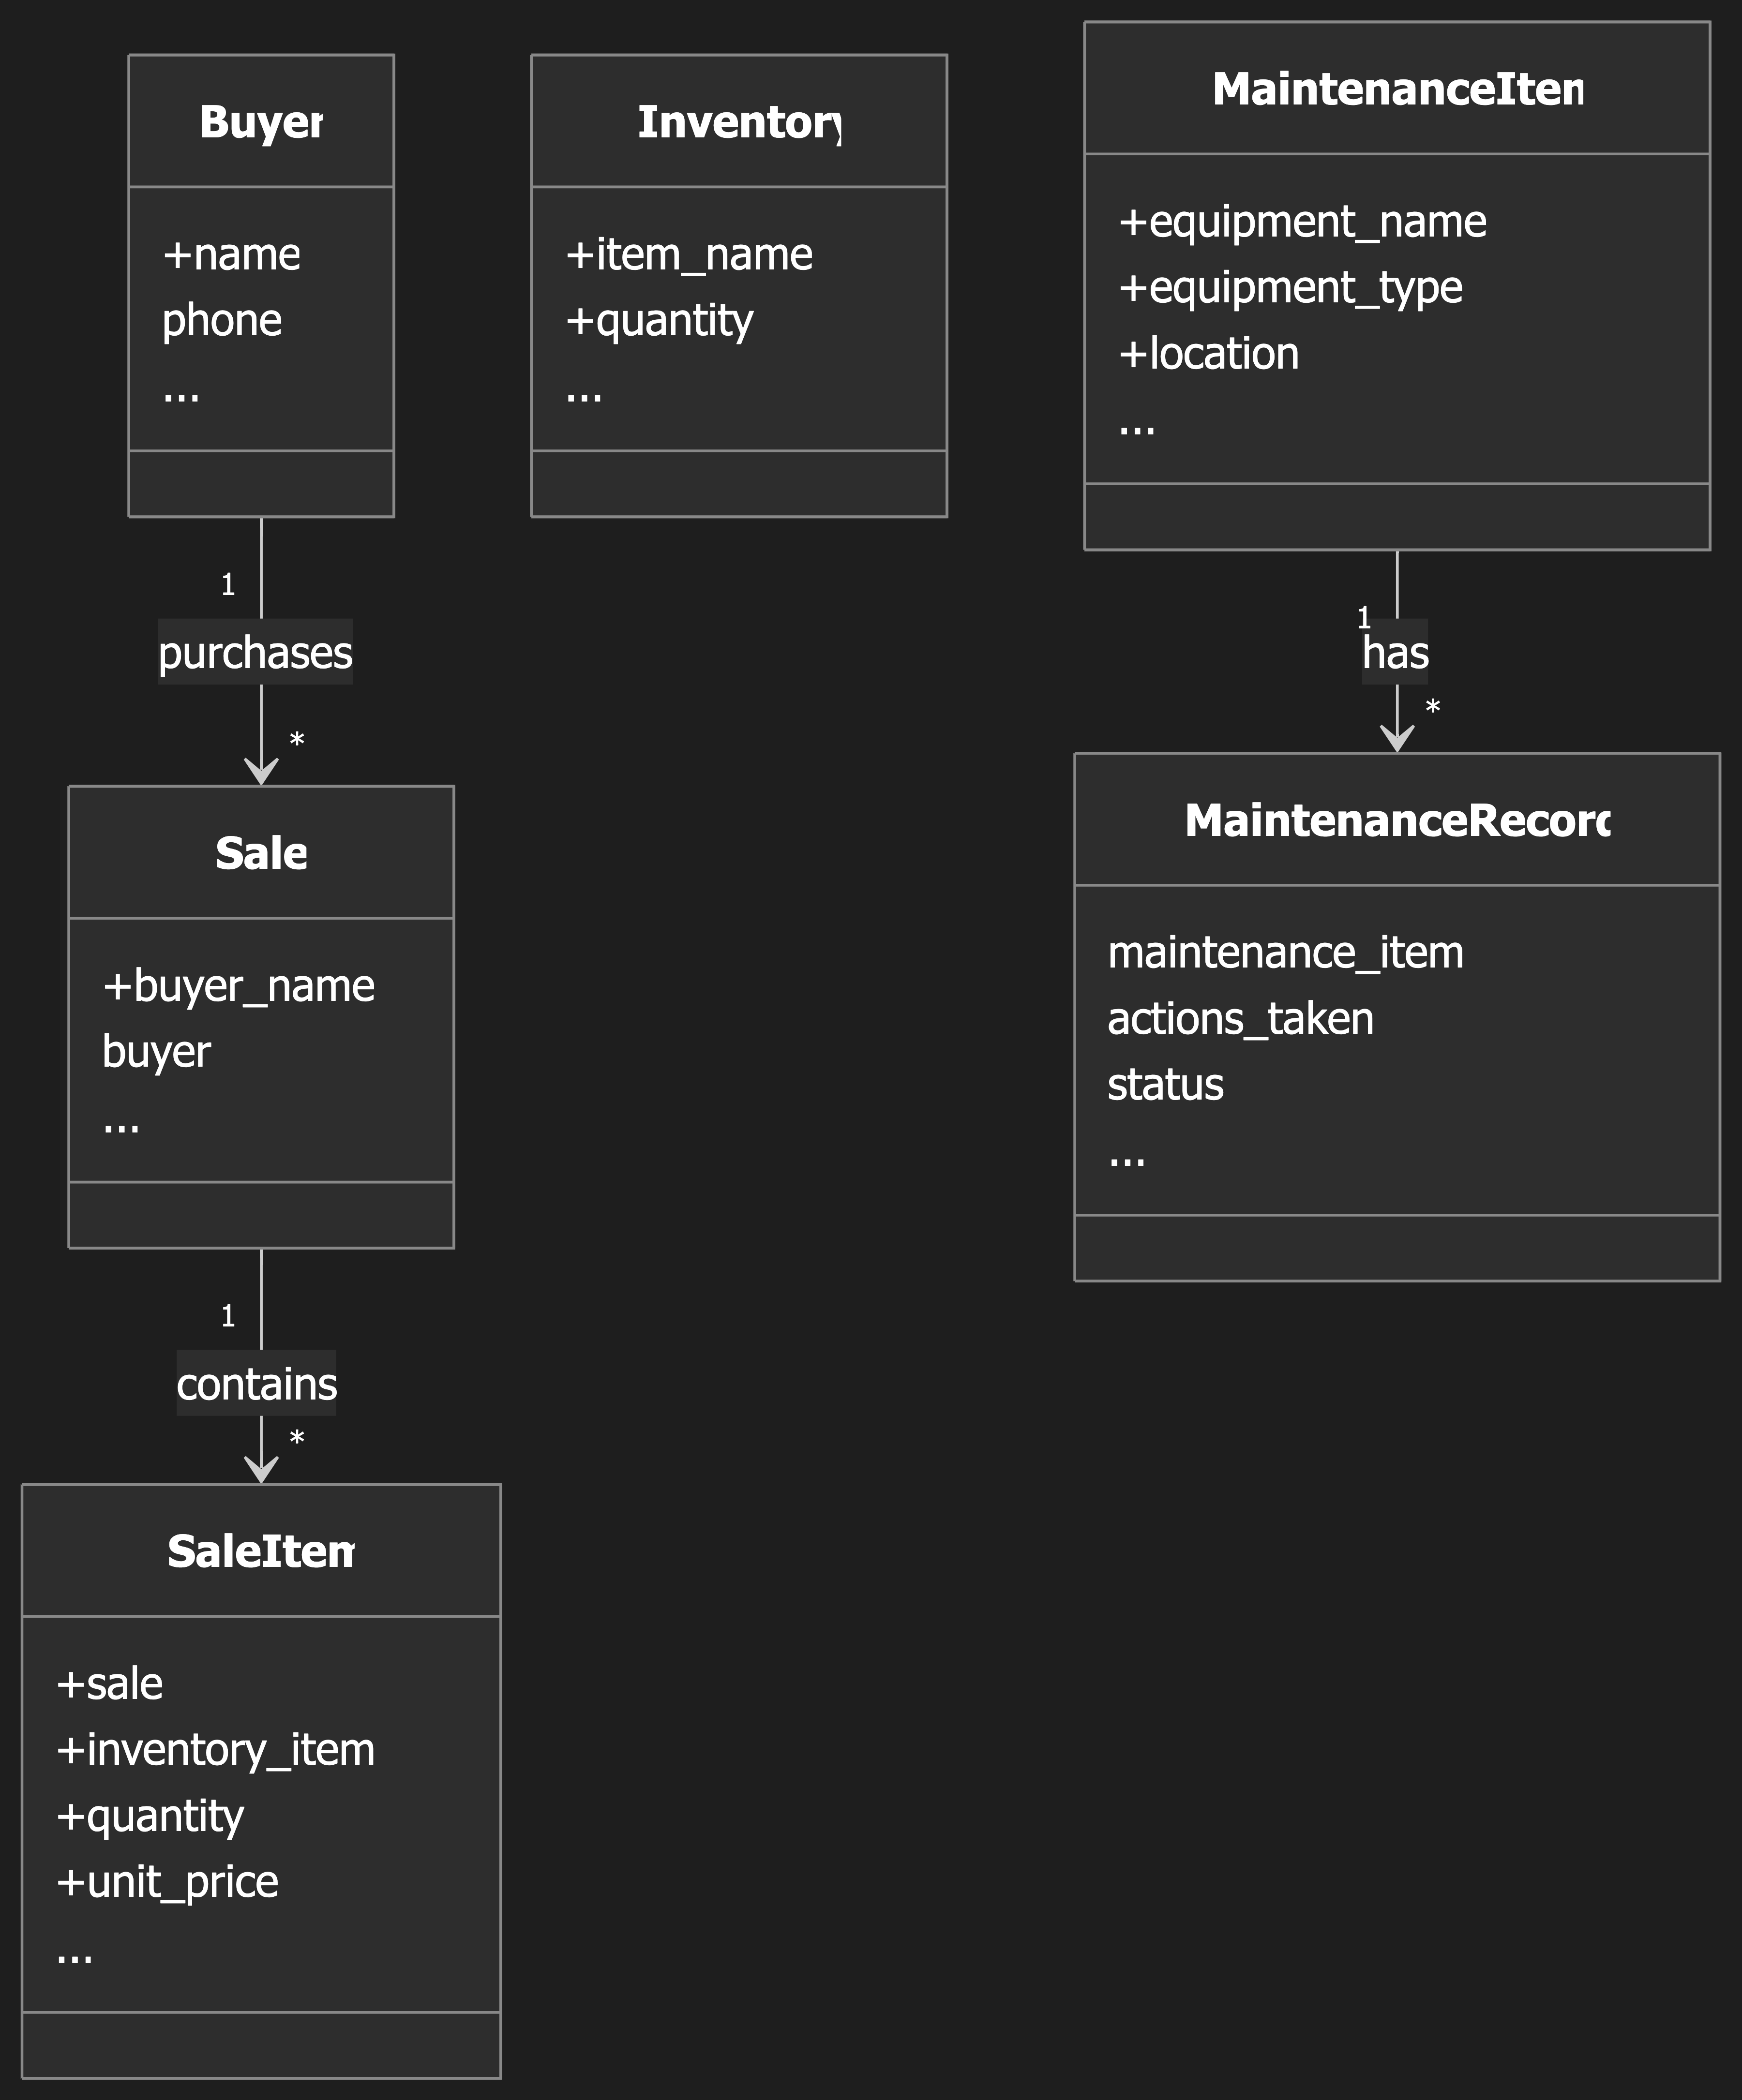 Buyer
+name
phone
...
1
purchases
*
Sale
+buyer_name
buyer
...
1
contains
*
SaleItem
+sale
+inventory_item
+quantity
+unit_price
...
Inventory
+item_name
+quantity
...
MaintenanceItem
+equipment_name
+equipment_type
+location
...
1
has
*
MaintenanceRecord
maintenance_item
actions_taken
status
...